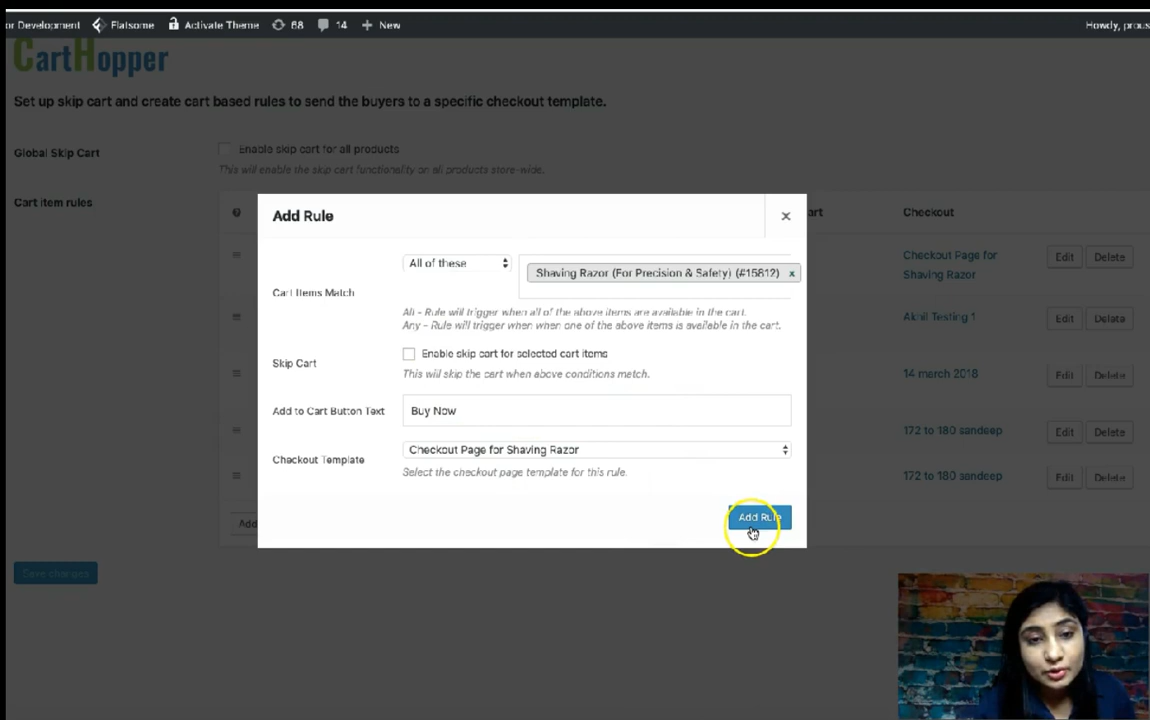 or Development Flatsome Activate Theme 68 14 + New Howdy, prous
CartHopper
Set up skip cart and create cart based rules to send the buyers to a specific checkout template.
Global Skip Cart
Enable skip cart for all products
This will enable the skip cart functionality on all products store-wide.
Cart item rules
art
Checkout
Add Rule
×
Checkout Page for
Shaving Razor
Edit Delete
All of these
Shaving Razor (For Precision & Safety) (#15812) ×
Cart Items Match
All - Rule will trigger when all of the above items are available in the cart.
Any - Rule will trigger when when one of the above items is available in the cart.
Akhil Testing 1
Edit Delete
Skip Cart
Enable skip cart for selected cart items
This will skip the cart when above conditions match.
14 march 2018
Edit Delete
Add to Cart Button Text
Buy Now
172 to 180 sandeep
Edit Delete
Checkout Template
Checkout Page for Shaving Razor
Select the checkout page template for this rule.
172 to 180 sandeep
Edit Delete
Add Rule
Add
Save changes